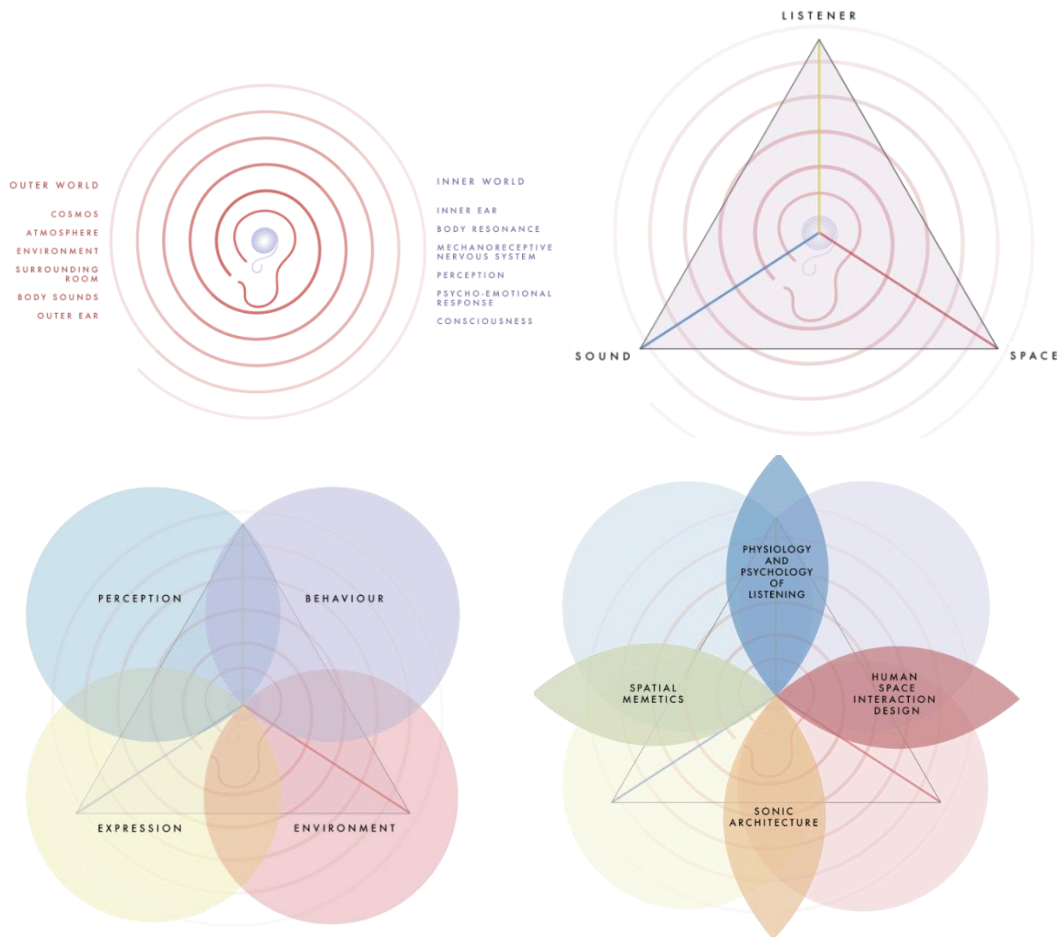 OUTER WORLD
COSMOS
ATMOSPHERE
ENVIRONMENT
SURROUNDING
ROOM
BODY SOUNDS
OUTER EAR
INNER WORLD
INNER EAR
BODY RESONANCE
MECHANORECEPTIVE
NERVOUS SYSTEM
PERCEPTION
PSYCHO-EMOTIONAL
RESPONSE
CONSCIOUSNESS
LISTENER
SOUND
SPACE
PERCEPTION
BEHAVIOUR
EXPRESSION
ENVIRONMENT
PHYSIOLOGY
AND
PSYCHOLOGY
OF
LISTENING
SPATIAL
MEMETICS
HUMAN
SPACE
INTERACTION
DESIGN
SONIC
ARCHITECTURE